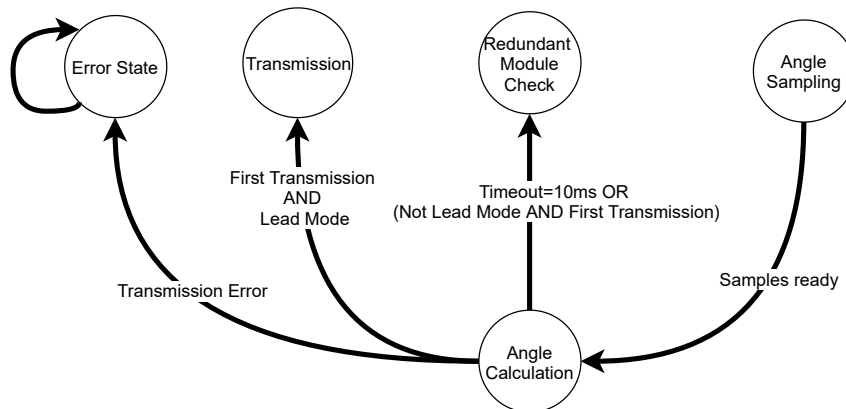 Error State
Transmission
Redundant
Module
Check
Angle
Sampling
First Transmission
AND
Lead Mode
Timeout=10ms OR
(Not Lead Mode AND First Transmission)
Transmission Error
Samples ready
Angle
Calculation